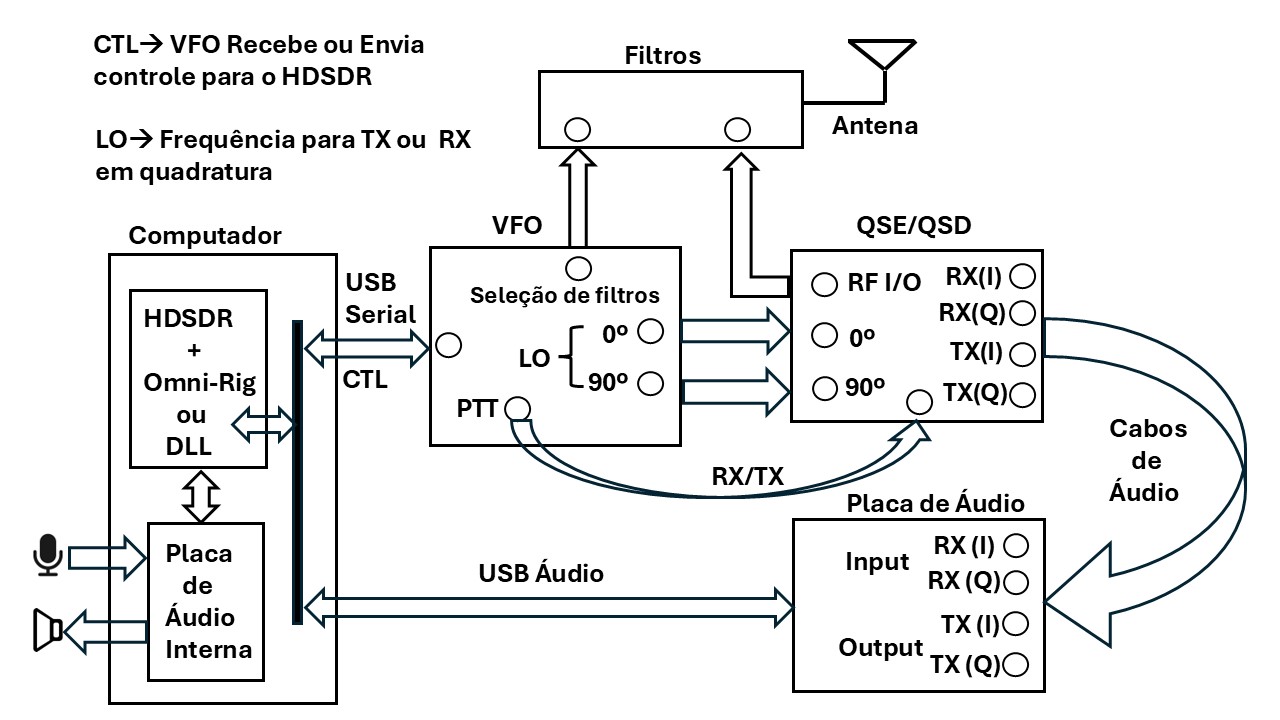 CTL→ VFO Recebe ou Envia
controle para o HDSDR
LO→ Frequência para TX ou RX
em quadratura
Filtros
Antena
Computador
HDSDR
+
Omni-Rig
ou
DLL
Placa
de
Áudio
Interna
USB
Serial
CTL
VFO
Seleção de filtros
LO
0º
90º
PTT
RX/TX
QSE/QSD
RF I/O
0º
90º
RX(I)
RX(Q)
TX(I)
TX(Q)
Cabos
de
Áudio
USB Áudio
Placa de Áudio
Input
RX (I)
RX (Q)
Output
TX (I)
TX (Q)